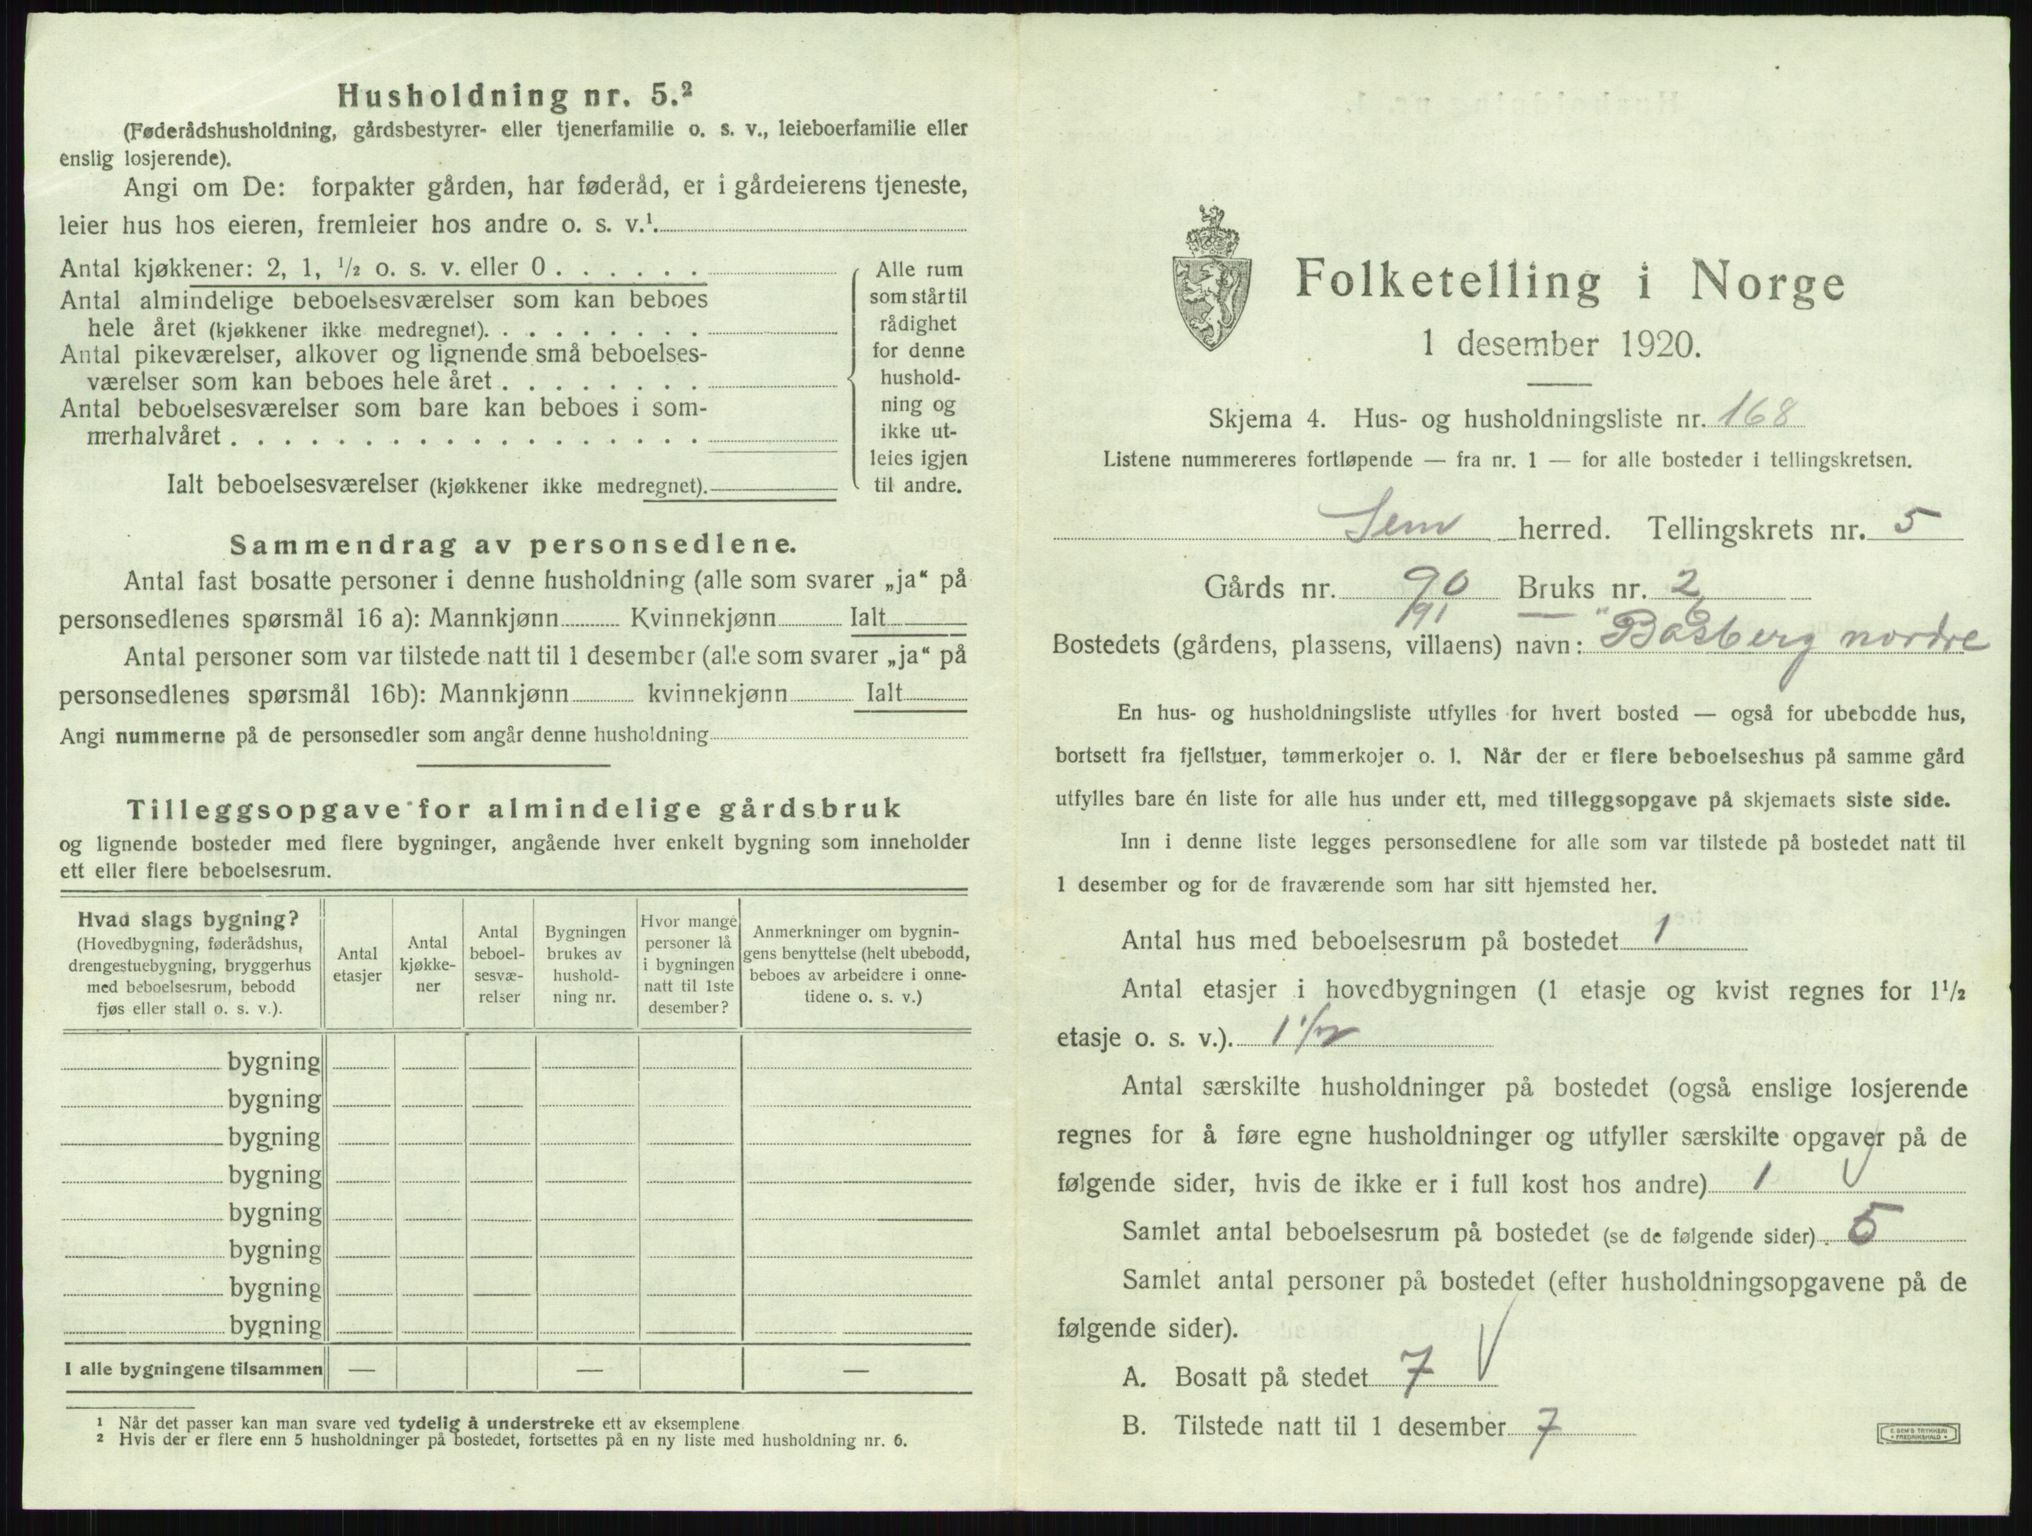 Husholdning nr. 5.²
(Føderådshusholdning, gårdsbestyrer- eller tjenerfamilie o. s. v., leieboerfamilie eller
enslig losjerende).
Angi om De: forpakter gården, har føderåd, er i gårdeierens tjeneste,
leier hus hos eieren, fremleier hos andre o. s. v.¹
Antal kjøkkener: 2, 1, ½ o. s. v. eller 0
Antal almindelige beboelsesværelser som kan beboes
hele året (kjøkkener ikke medregnet).
Antal pikeværelser, alkover og lignende små beboelses-
værelser som kan beboes hele året
Antal beboelsesværelser som bare kan beboes i som-
merhalvåret
Ialt beboelsesværelser (kjøkkener ikke medregnet).
Alle rum
som står til
rådighet
for denne
hushold-
ning og
ikke ut-
leies igjen
til andre.
Sammendrag av personsedlene.
Antal fast bosatte personer i denne husholdning (alle som svarer „ja“ på
personsedlenes spørsmål 16 a): Mannkjønn Kvinnekjønn Ialt
Antal personer som var tilstede natt til 1 desember (alle som svarer „ja“ på
personsedlenes spørsmål 16b): Mannkjønn kvinnekjønn Ialt
Angi nummerne på de personsedler som angår denne husholdning
Tilleggsopgave for almindelige gårdsbruk
og lignende bosteder med flere bygninger, angående hver enkelt bygning som inneholder
ett eller flere beboelsesrum.
Hvad slags bygning?
(Hovedbygning, føderådshus,
drengestuebygning, bryggerhus
med beboelsesrum, bebodd
fjøs eller stall o. s. v.).
Antal
etasjer
Antal
kjøkke-
ner
Antal
beboel-
sesvæ-
relser
Bygningen
brukes av
hushold-
ning nr.
Hvor mange
personer lå
i bygningen
natt til 1ste
desember?
Anmerkninger om bygnin-
gens benyttelse (helt ubebodd,
beboes av arbeidere i onne-
tidene o. s. v.)
bygning
bygning
bygning
bygning
bygning
bygning
bygning
bygning
I alle bygningene tilsammen — — —
¹ Når det passer kan man svare ved tydelig å understreke ett av eksemplene
² Hvis der er flere enn 5 husholdninger på bostedet, fortsettes på en ny liste med husholdning nr. 6.
Folketelling i Norge
1 desember 1920.
Skjema 4. Hus- og husholdningsliste nr. 168
Listene nummereres fortløpende — fra nr. 1 — for alle bosteder i tellingskretsen.
Sem herred. Tellingskrets nr. 5
Gårds nr. 90 Bruks nr. 2
191
Bostedets (gårdens, plassens, villaens) navn: Basberg nordre
En hus- og husholdningsliste utfylles for hvert bosted — også for ubebodde hus,
bortsett fra fjellstuer, tømmerkojer o. l. Når der er flere beboelseshus på samme gård
utfylles bare én liste for alle hus under ett, med tilleggsopgave på skjemaets siste side.
Inn i denne liste legges personsedlene for alle som var tilstede på bostedet natt til
1 desember og for de fraværende som har sitt hjemsted her.
Antal hus med beboelsesrum på bostedet 1
Antal etasjer i hovedbygningen (1 etasje og kvist regnes for 1½
etasje o. s. v.). 1 1/2
Antal særskilte husholdninger på bostedet (også enslige losjerende
regnes for å føre egne husholdninger og utfyller særskilte opgaver på de
følgende sider, hvis de ikke er i full kost hos andre) 1
Samlet antal beboelsesrum på bostedet (se de følgende sider) 5
Samlet antal personer på bostedet (efter husholdningsopgavene på de
følgende sider).
A. Bosatt på stedet 7
B. Tilstede natt til 1 desember 7
E. SEM'S TRYKKERI
FREDRIKSHALD